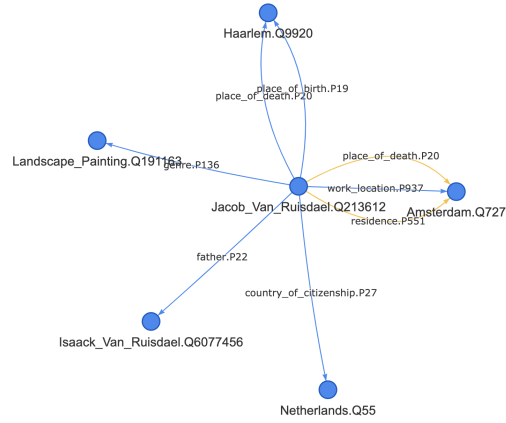 Haarlem.Q9920
place_of_birth.P19
place_of_death.P20
Landscape_Painting.Q191163
genre.P136
place_of_death.P20
work_location.P937
Jacob_Van_Ruisdael.Q213612
Amsterdam.Q727
residence.P551
father.P22
country_of_citizenship.P27
Isaack_Van_Ruisdael.Q6077456
Netherlands.Q55